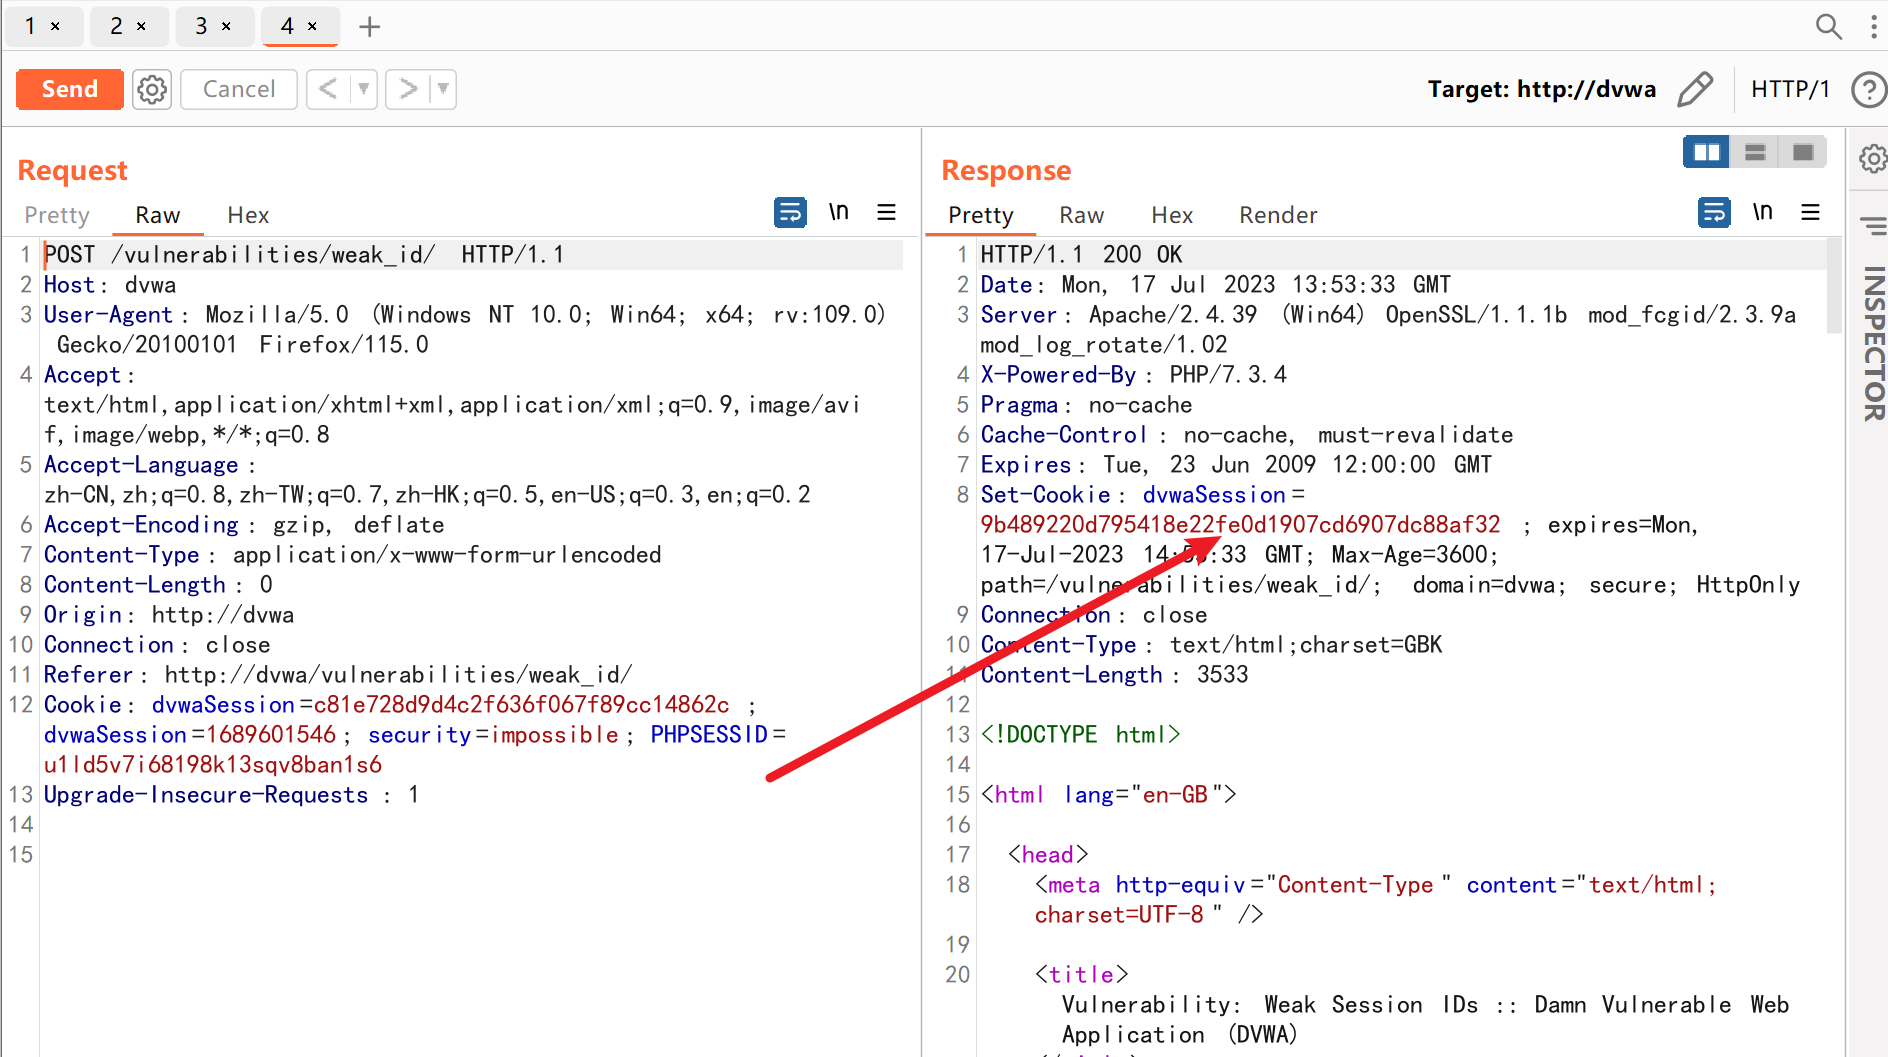 1 × 2 × 3 × 4 × +
Send Cancel < ▼ > ▼ Target: http://dvwa HTTP/1 ?
Request
Pretty Raw Hex \n
1 POST /vulnerabilities/weak_id/ HTTP/1.1
2 Host: dvwa
3 User-Agent: Mozilla/5.0 (Windows NT 10.0; Win64; x64; rv:109.0)
Gecko/20100101 Firefox/115.0
4 Accept:
text/html,application/xhtml+xml,application/xml;q=0.9,image/avi
f,image/webp,*/*;q=0.8
5 Accept-Language:
zh-CN,zh;q=0.8,zh-TW;q=0.7,zh-HK;q=0.5,en-US;q=0.3,en;q=0.2
6 Accept-Encoding: gzip, deflate
7 Content-Type: application/x-www-form-urlencoded
8 Content-Length: 0
9 Origin: http://dvwa
10 Connection: close
11 Referer: http://dvwa/vulnerabilities/weak_id/
12 Cookie: dvwaSession=c81e728d9d4c2f636f067f89cc14862c ;
dvwaSession=1689601546; security=impossible; PHPSESSID=
u1ld5v7i68198k13sqv8ban1s6
13 Upgrade-Insecure-Requests : 1
14
15
Response
Pretty Raw Hex Render \n
1 HTTP/1.1 200 OK
2 Date: Mon, 17 Jul 2023 13:53:33 GMT
3 Server: Apache/2.4.39 (Win64) OpenSSL/1.1.1b mod_fcgid/2.3.9a
mod_log_rotate/1.02
4 X-Powered-By: PHP/7.3.4
5 Pragma: no-cache
6 Cache-Control: no-cache, must-revalidate
7 Expires: Tue, 23 Jun 2009 12:00:00 GMT
8 Set-Cookie: dvwaSession=
9b489220d795418e22fe0d1907cd6907dc88af32 ; expires=Mon,
17-Jul-2023 14:53:33 GMT; Max-Age=3600;
path=/vulnerabilities/weak_id/; domain=dvwa; secure; HttpOnly
9 Connection: close
10 Content-Type: text/html;charset=GBK
11 Content-Length: 3533
12
13 <!DOCTYPE html>
14
15 <html lang="en-GB">
16
17 <head>
18 <meta http-equiv="Content-Type" content="text/html;
charset=UTF-8" />
19
20 <title>
Vulnerability: Weak Session IDs :: Damn Vulnerable Web
Application (DVWA)
INSPECTOR